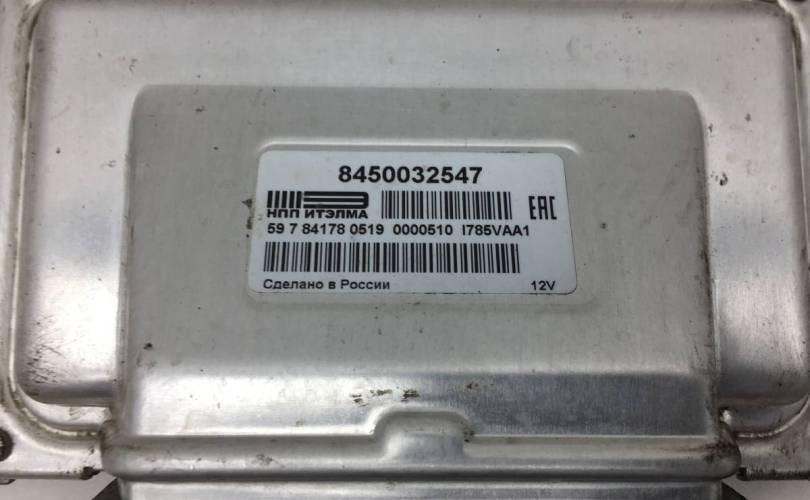 8450032547
НПП ИТЭЛМА
EAC
59 7 84178 0519 0000510 I785VAA1
Сделано в России 12V